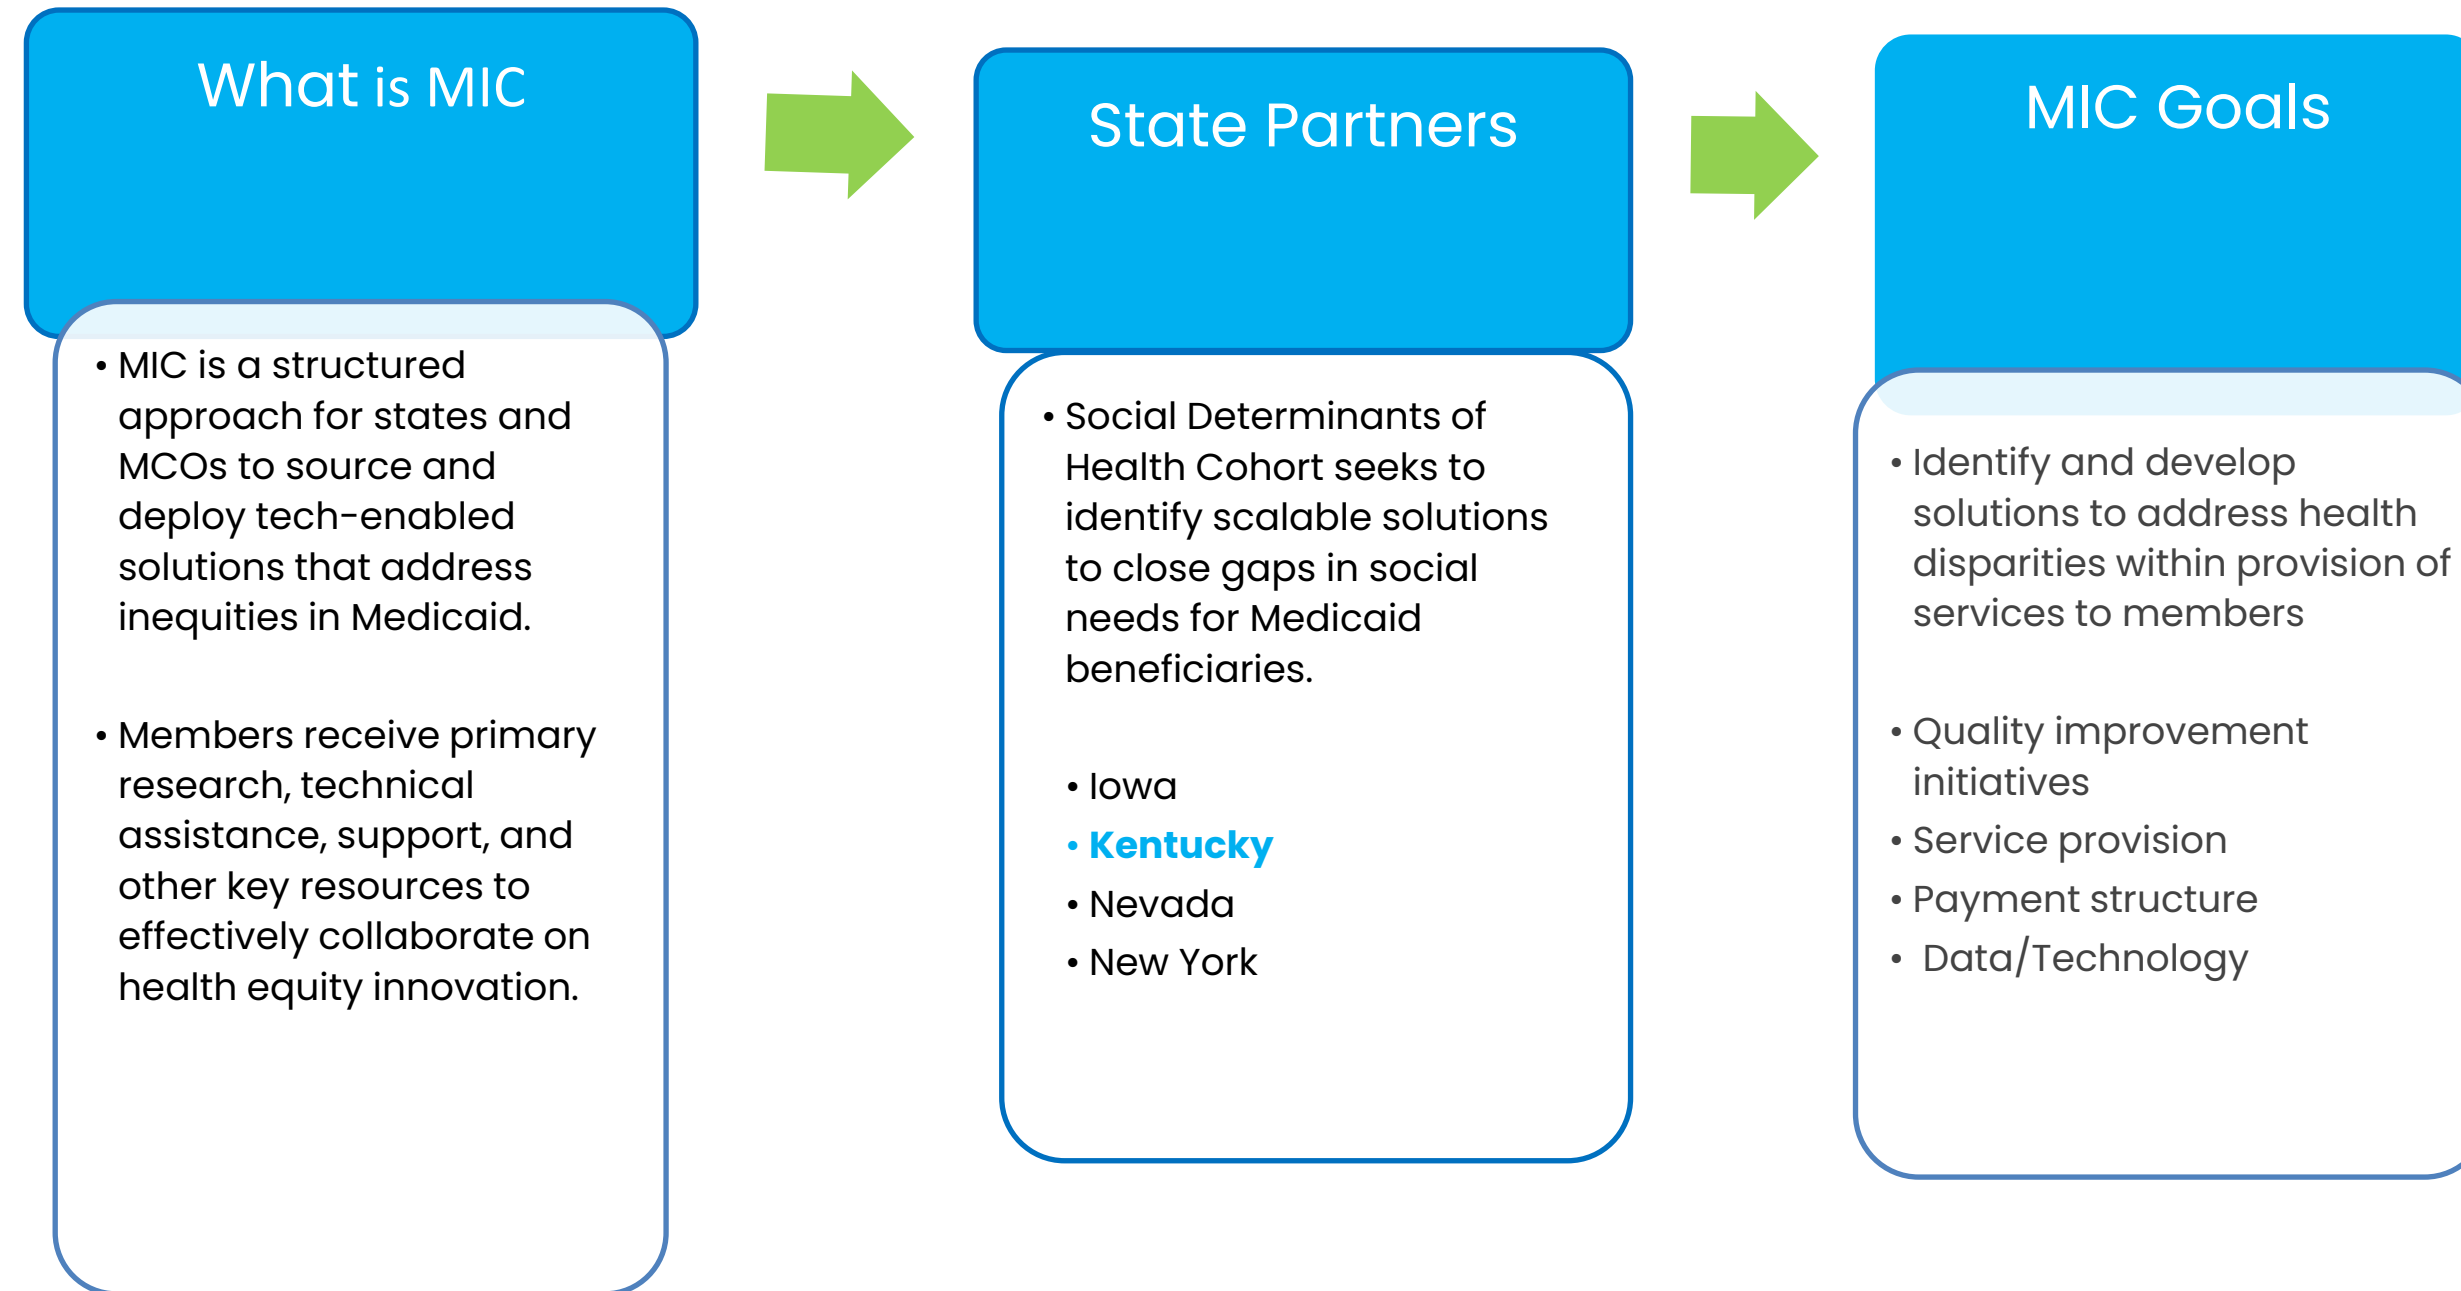 What is MIC
• MIC is a structured
approach for states and
MCOs to source and
deploy tech-enabled
solutions that address
inequities in Medicaid.
• Members receive primary
research, technical
assistance, support, and
other key resources to
effectively collaborate on
health equity innovation.
State Partners
• Social Determinants of
Health Cohort seeks to
identify scalable solutions
to close gaps in social
needs for Medicaid
beneficiaries.
• Iowa
• Kentucky
• Nevada
• New York
MIC Goals
• Identify and develop
solutions to address health
disparities within provision of
services to members
• Quality improvement
initiatives
• Service provision
• Payment structure
• Data/Technology